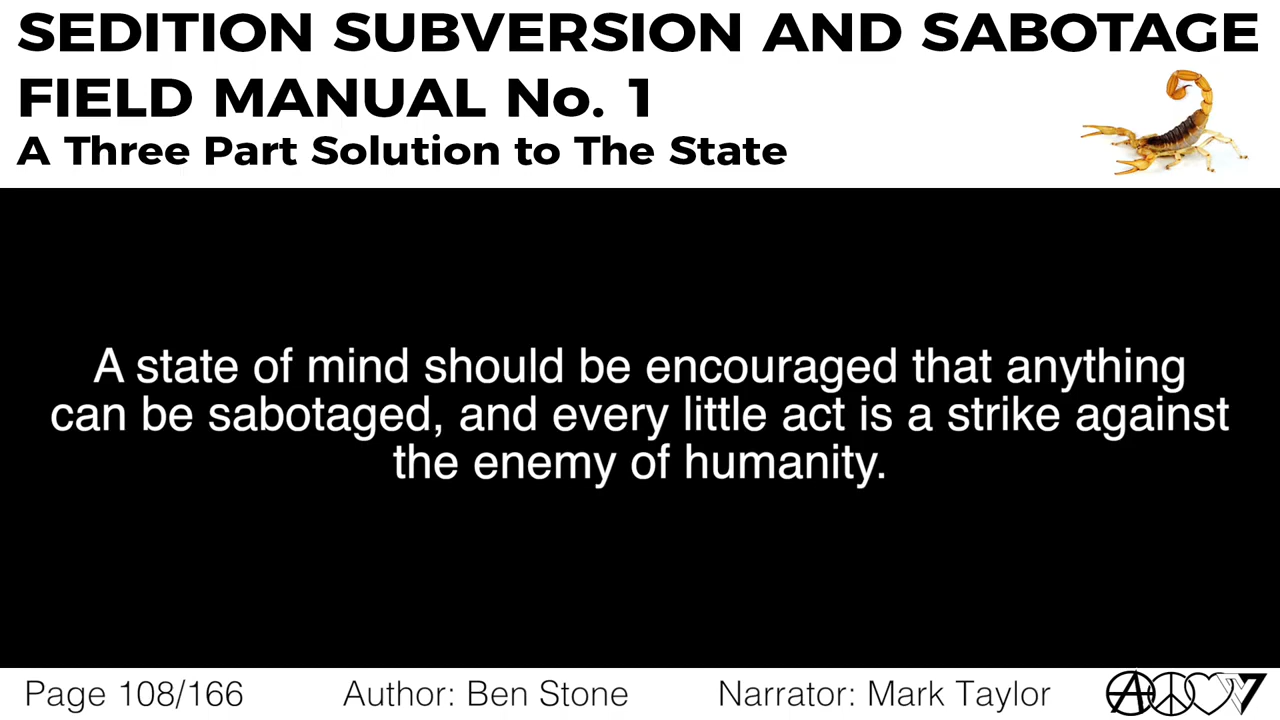 SEDITION SUBVERSION AND SABOTAGE
FIELD MANUAL No. 1
A Three Part Solution to The State
A state of mind should be encouraged that anything
can be sabotaged, and every little act is a strike against
the enemy of humanity.
Page 108/166 Author: Ben Stone Narrator: Mark Taylor